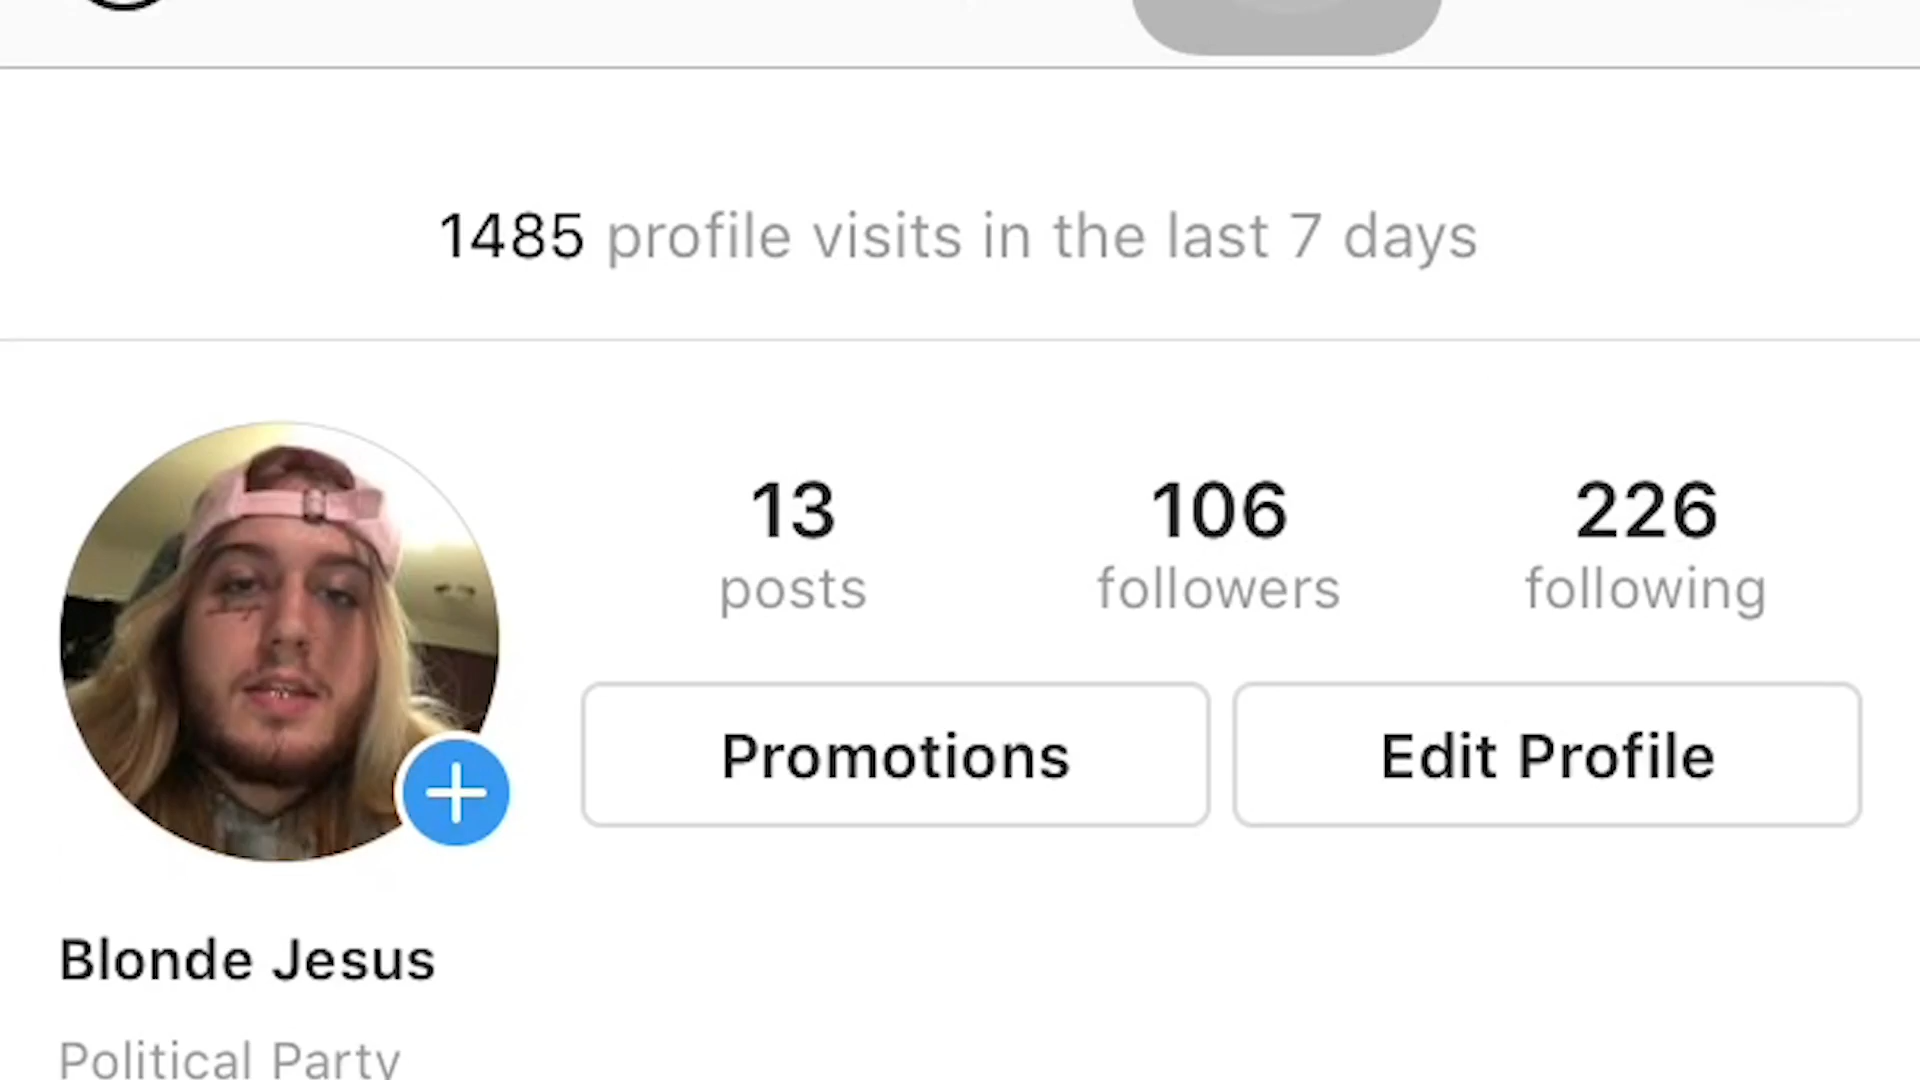 1485 profile visits in the last 7 days
13 106 226
posts followers following
Promotions Edit Profile
Blonde Jesus
Political Party